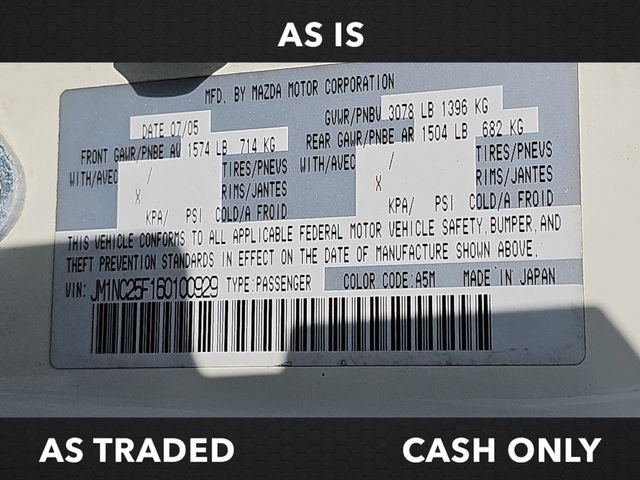 AS IS
MFD. BY MAZDA MOTOR CORPORATION
DATE 07/05 GVWR/PNBV 3078 LB 1396 KG
FRONT GAWR/PNBE AV 1574 LB 714 KG REAR GAWR/PNBE AR 1504 LB 682 KG
WITH/AVEC / TIRES/PNEUS WITH/AVEC / TIRES/PNEUS
X RIMS/JANTES X RIMS/JANTES
KPA/ PSI COLD/A FROID KPA/ PSI COLD/A FROID
THIS VEHICLE CONFORMS TO ALL APPLICABLE FEDERAL MOTOR VEHICLE SAFETY, BUMPER, AND
THEFT PREVENTION STANDARDS IN EFFECT ON THE DATE OF MANUFACTURE SHOWN ABOVE.
VIN: JM1NC25F160100929 TYPE:PASSENGER COLOR CODE:A5M MADE IN JAPAN
AS TRADED CASH ONLY